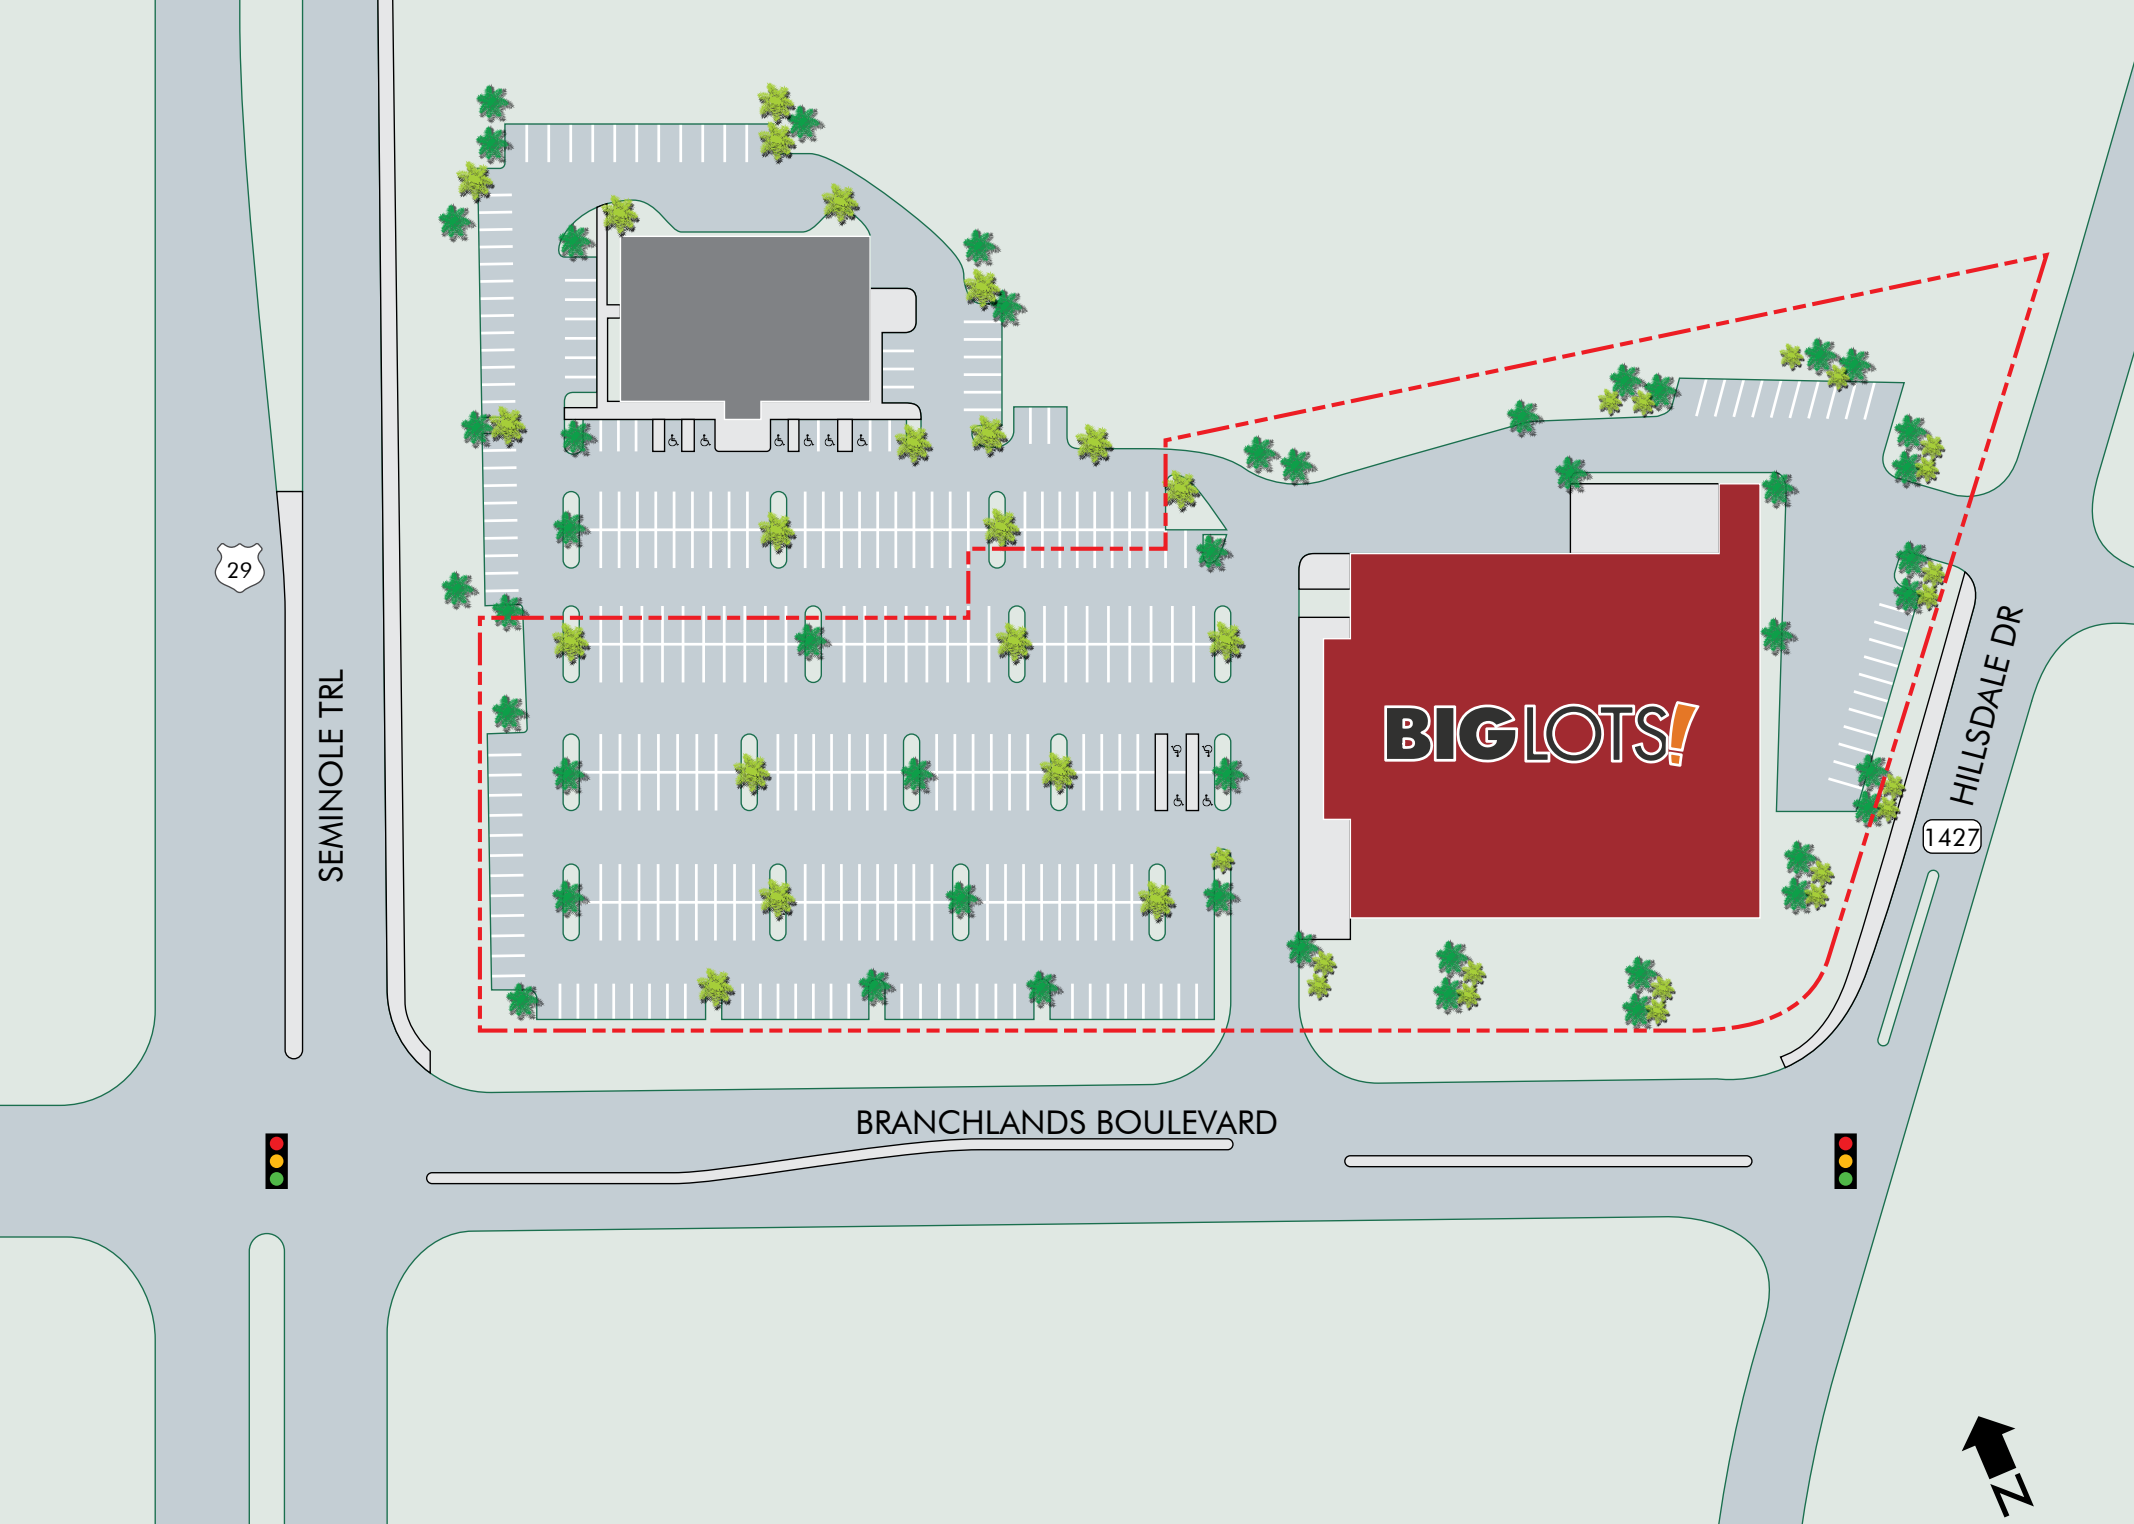 29
SEMINOLE TRL
BIGLOTS!
HILLSDALE DR
1427
BRANCHLANDS BOULEVARD
N